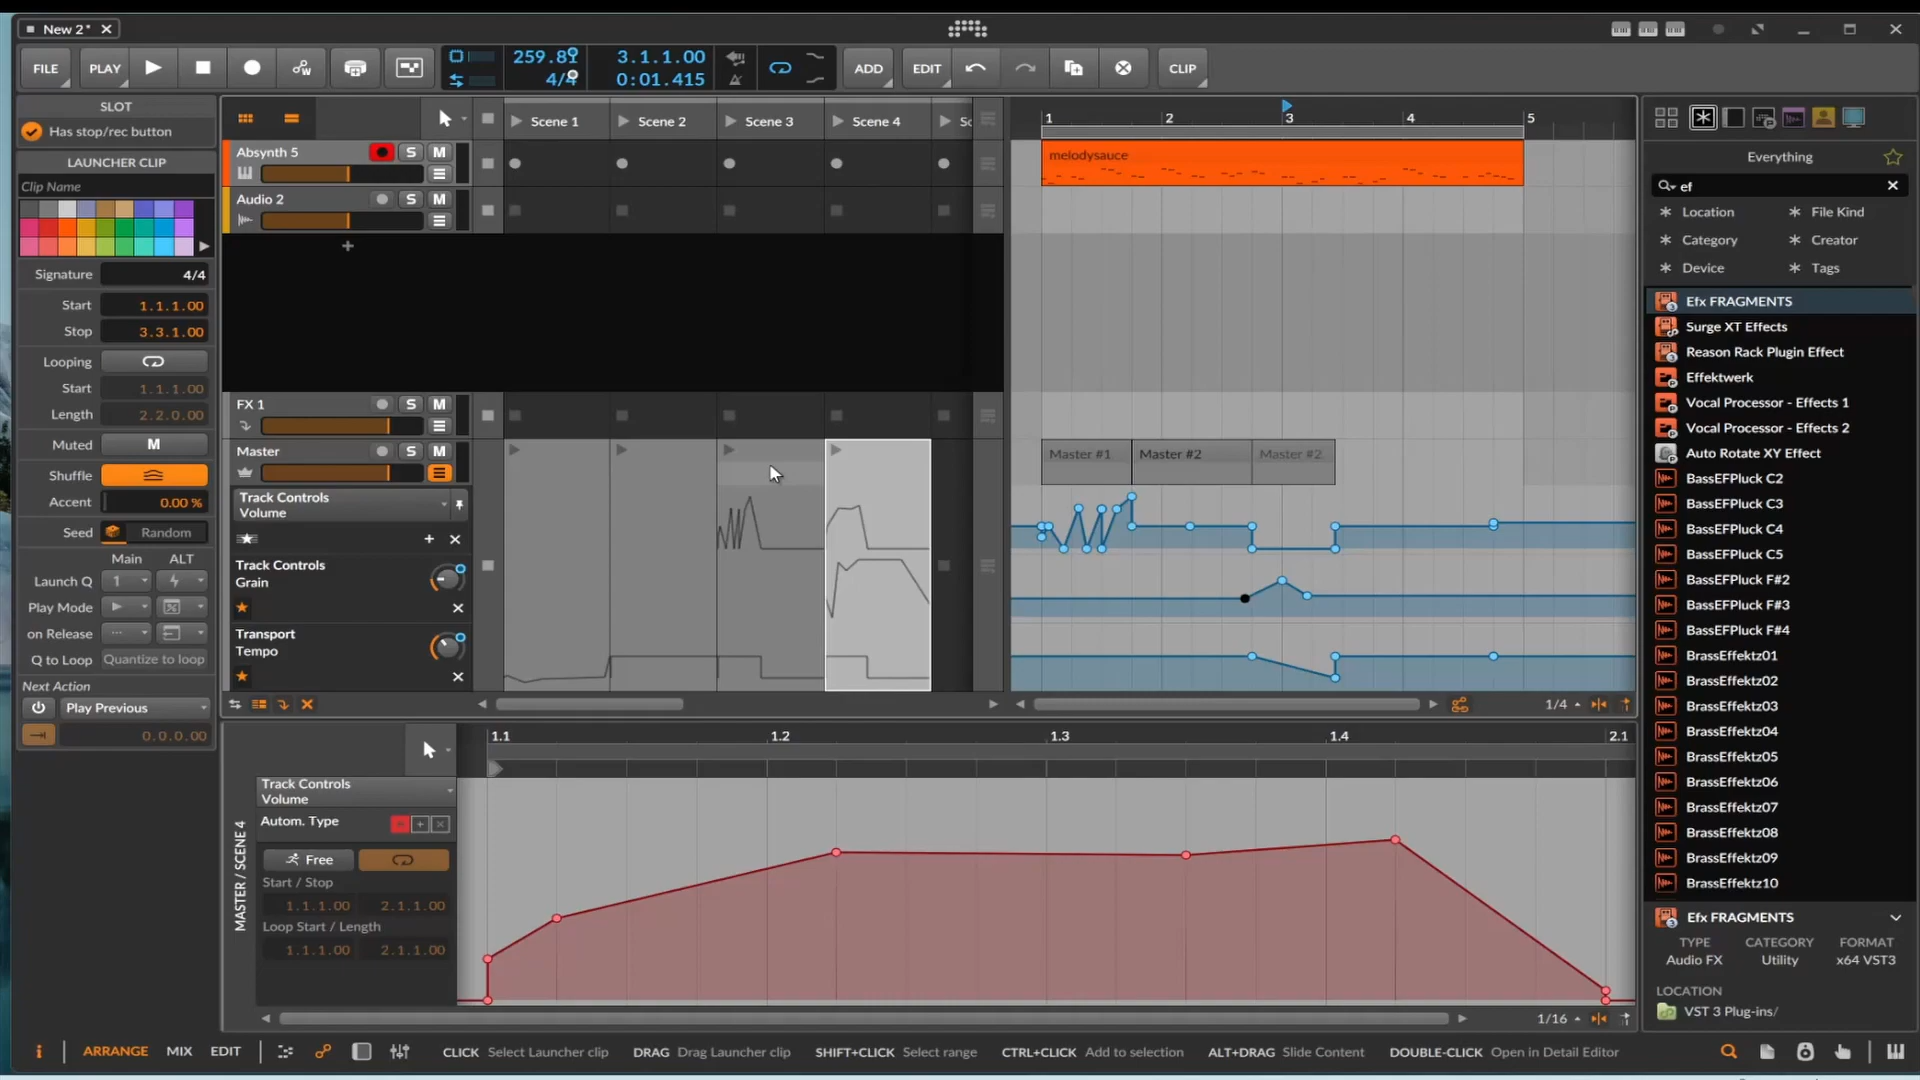 New 2*
FILE
PLAY
259.81
4/4
3.1.1.00
0:01.415
ADD
EDIT
CLIP
SLOT
Has stop/rec button
LAUNCHER CLIP
Clip Name
Signature 4/4
Start 1.1.1.00
Stop 3.3.1.00
Looping
Start 1.1.1.00
Length 2.2.0.00
Muted M
Shuffle
Accent 0.00 %
Seed Random
Main ALT
Launch Q 1
Play Mode
on Release
Q to Loop Quantize to loop
Next Action
Play Previous
0.0.0.00
Scene 1
Scene 2
Scene 3
Scene 4
Sc
Absynth 5 S M
Audio 2 S M
FX 1 S M
Master S M
Track Controls
Volume
Track Controls
Grain
Transport
Tempo
1 2 3 4 5
melodysauce
Master #1
Master #2
Master #2
1/4
1.1 1.2 1.3 1.4 2.1
MASTER / SCENE 4
Track Controls
Volume
Autom. Type
Free
Start / Stop
1.1.1.00 2.1.1.00
Loop Start / Length
1.1.1.00 2.1.1.00
1/16
Everything
ef
Location File Kind
Category Creator
Device Tags
Efx FRAGMENTS
Surge XT Effects
Reason Rack Plugin Effect
Effektwerk
Vocal Processor - Effects 1
Vocal Processor - Effects 2
Auto Rotate XY Effect
BassEFPluck C2
BassEFPluck C3
BassEFPluck C4
BassEFPluck C5
BassEFPluck F#2
BassEFPluck F#3
BassEFPluck F#4
BrassEffektz01
BrassEffektz02
BrassEffektz03
BrassEffektz04
BrassEffektz05
BrassEffektz06
BrassEffektz07
BrassEffektz08
BrassEffektz09
BrassEffektz10
Efx FRAGMENTS
TYPE CATEGORY FORMAT
Audio FX Utility x64 VST3
LOCATION
VST 3 Plug-ins/
i ARRANGE MIX EDIT
CLICK Select Launcher clip DRAG Drag Launcher clip SHIFT+CLICK Select range CTRL+CLICK Add to selection ALT+DRAG Slide Content DOUBLE-CLICK Open in Detail Editor